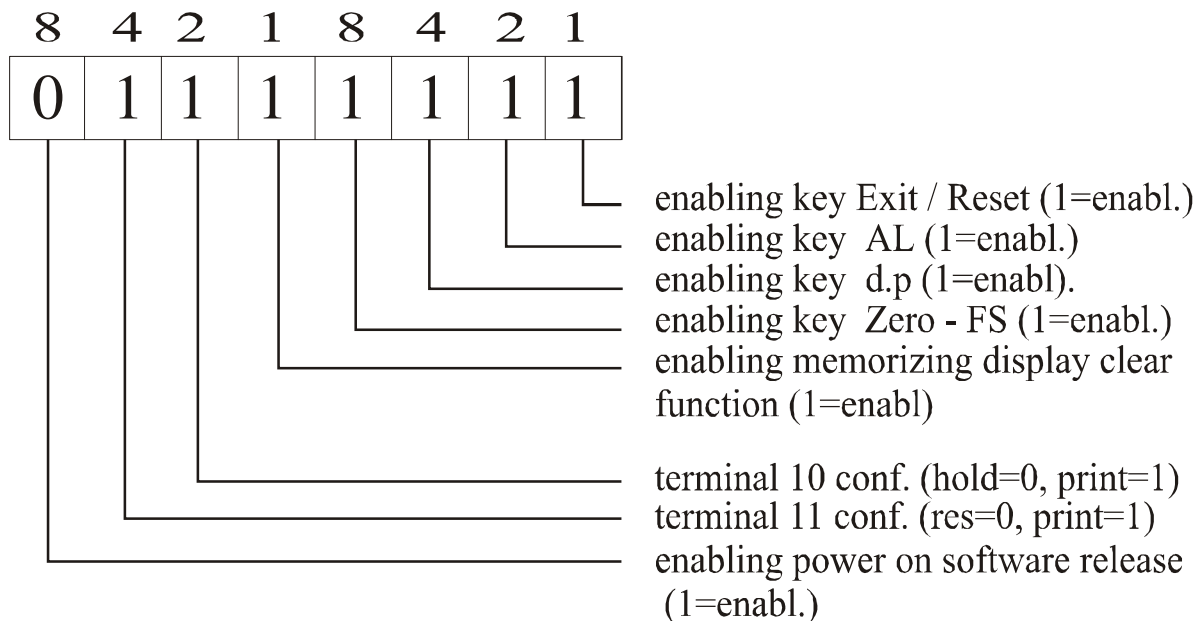 8 4 2 1 8 4 2 1
0 1 1 1 1 1 1 1
enabling key Exit / Reset (1=enabl.)
enabling key AL (1=enabl.)
enabling key d.p (1=enabl).
enabling key Zero - FS (1=enabl.)
enabling memorizing display clear
function (1=enabl)
terminal 10 conf. (hold=0, print=1)
terminal 11 conf. (res=0, print=1)
enabling power on software release
(1=enabl.)